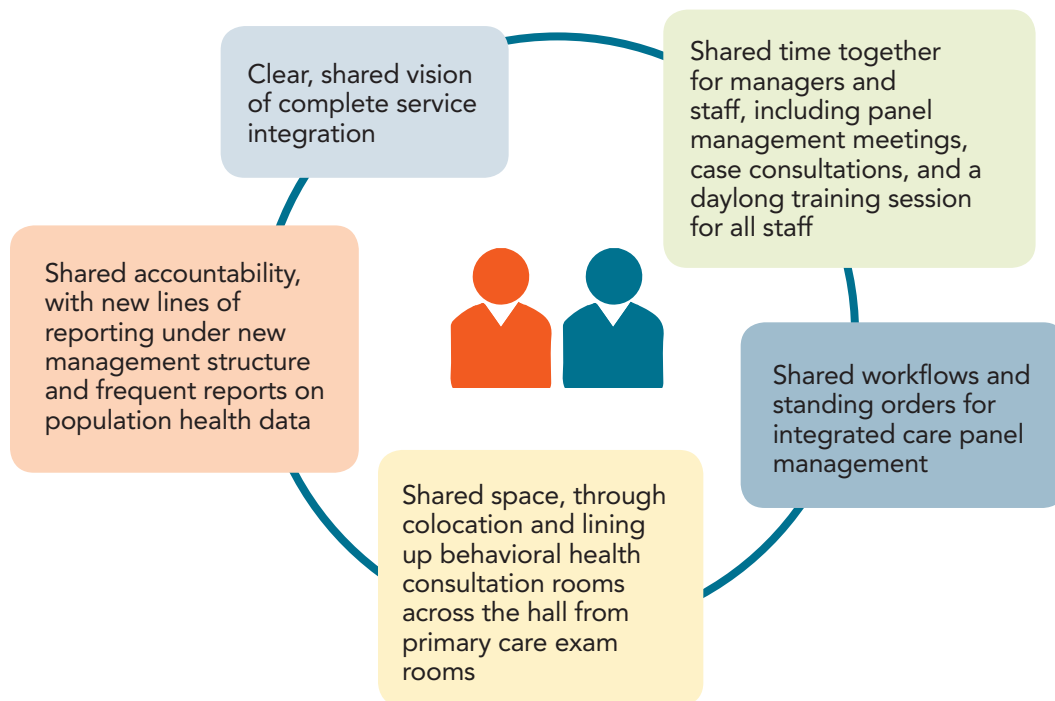 Clear, shared vision
of complete service
integration
Shared time together
for managers and
staff, including panel
management meetings,
case consultations, and a
daylong training session
for all staff
Shared workflows and
standing orders for
integrated care panel
management
Shared space, through
colocation and lining
up behavioral health
consultation rooms
across the hall from
primary care exam
rooms
Shared accountability,
with new lines of
reporting under new
management structure
and frequent reports on
population health data